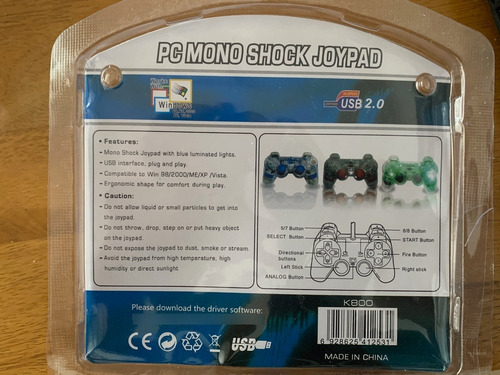 PC MONO SHOCK JOYPAD
Windows
USB 2.0
• Features:
- Mono Shock Joypad with blue luminated lights.
- USB interface, plug and play.
- Compatible to Win 98/2000/ME/XP /Vista.
- Ergonomic shape for comfort during play.
• Caution:
- Do not allow liquid or small particles to get into
the joypad.
- Do not throw, drop, step on or put heavy object
on the joypad.
- Do not expose the joypad to dust, smoke or stream.
- Avoid the joypad from high temperature, high
humidity or direct sunlight
5/7 Button
SELECT Button
Directional
buttons
Left Stick
ANALOG Button
6/8 Button
START Button
Fire Button
Right stick
Please download the driver software:
K800
6 926625 412531
CE
USB
MADE IN CHINA